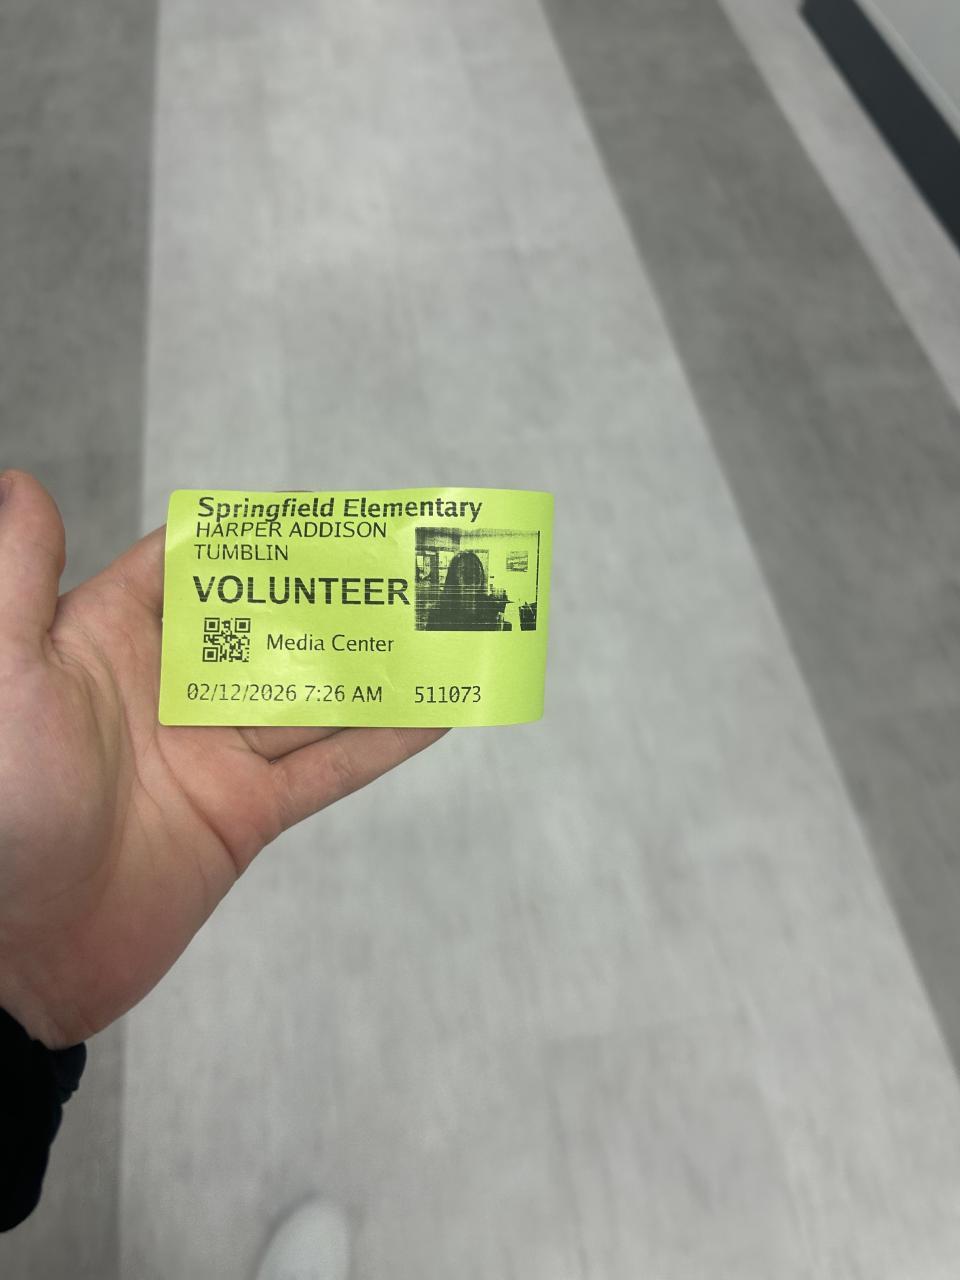 Springfield Elementary
HARPER ADDISON
TUMBLIN
VOLUNTEER
Media Center
02/12/2026 7:26 AM 511073